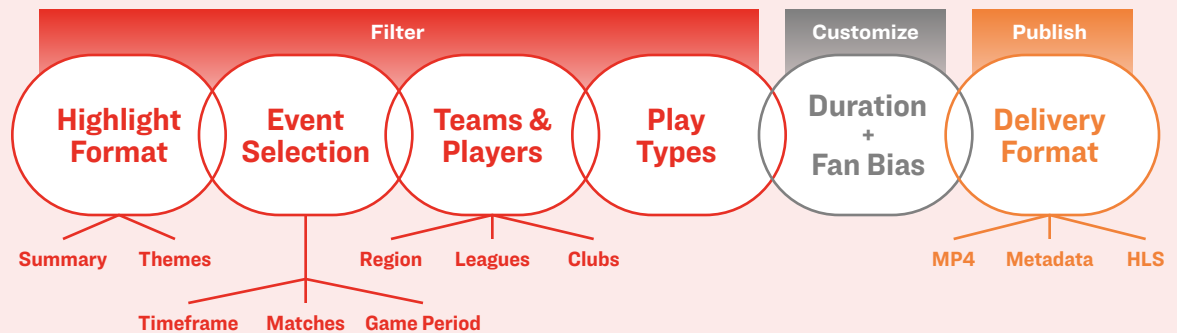 Filter
Customize
Publish
Highlight
Format
Event
Selection
Teams &
Players
Play
Types
Duration
+
Fan Bias
Delivery
Format
Summary
Themes
Region
Leagues
Clubs
MP4
Metadata
HLS
Timeframe
Matches
Game Period